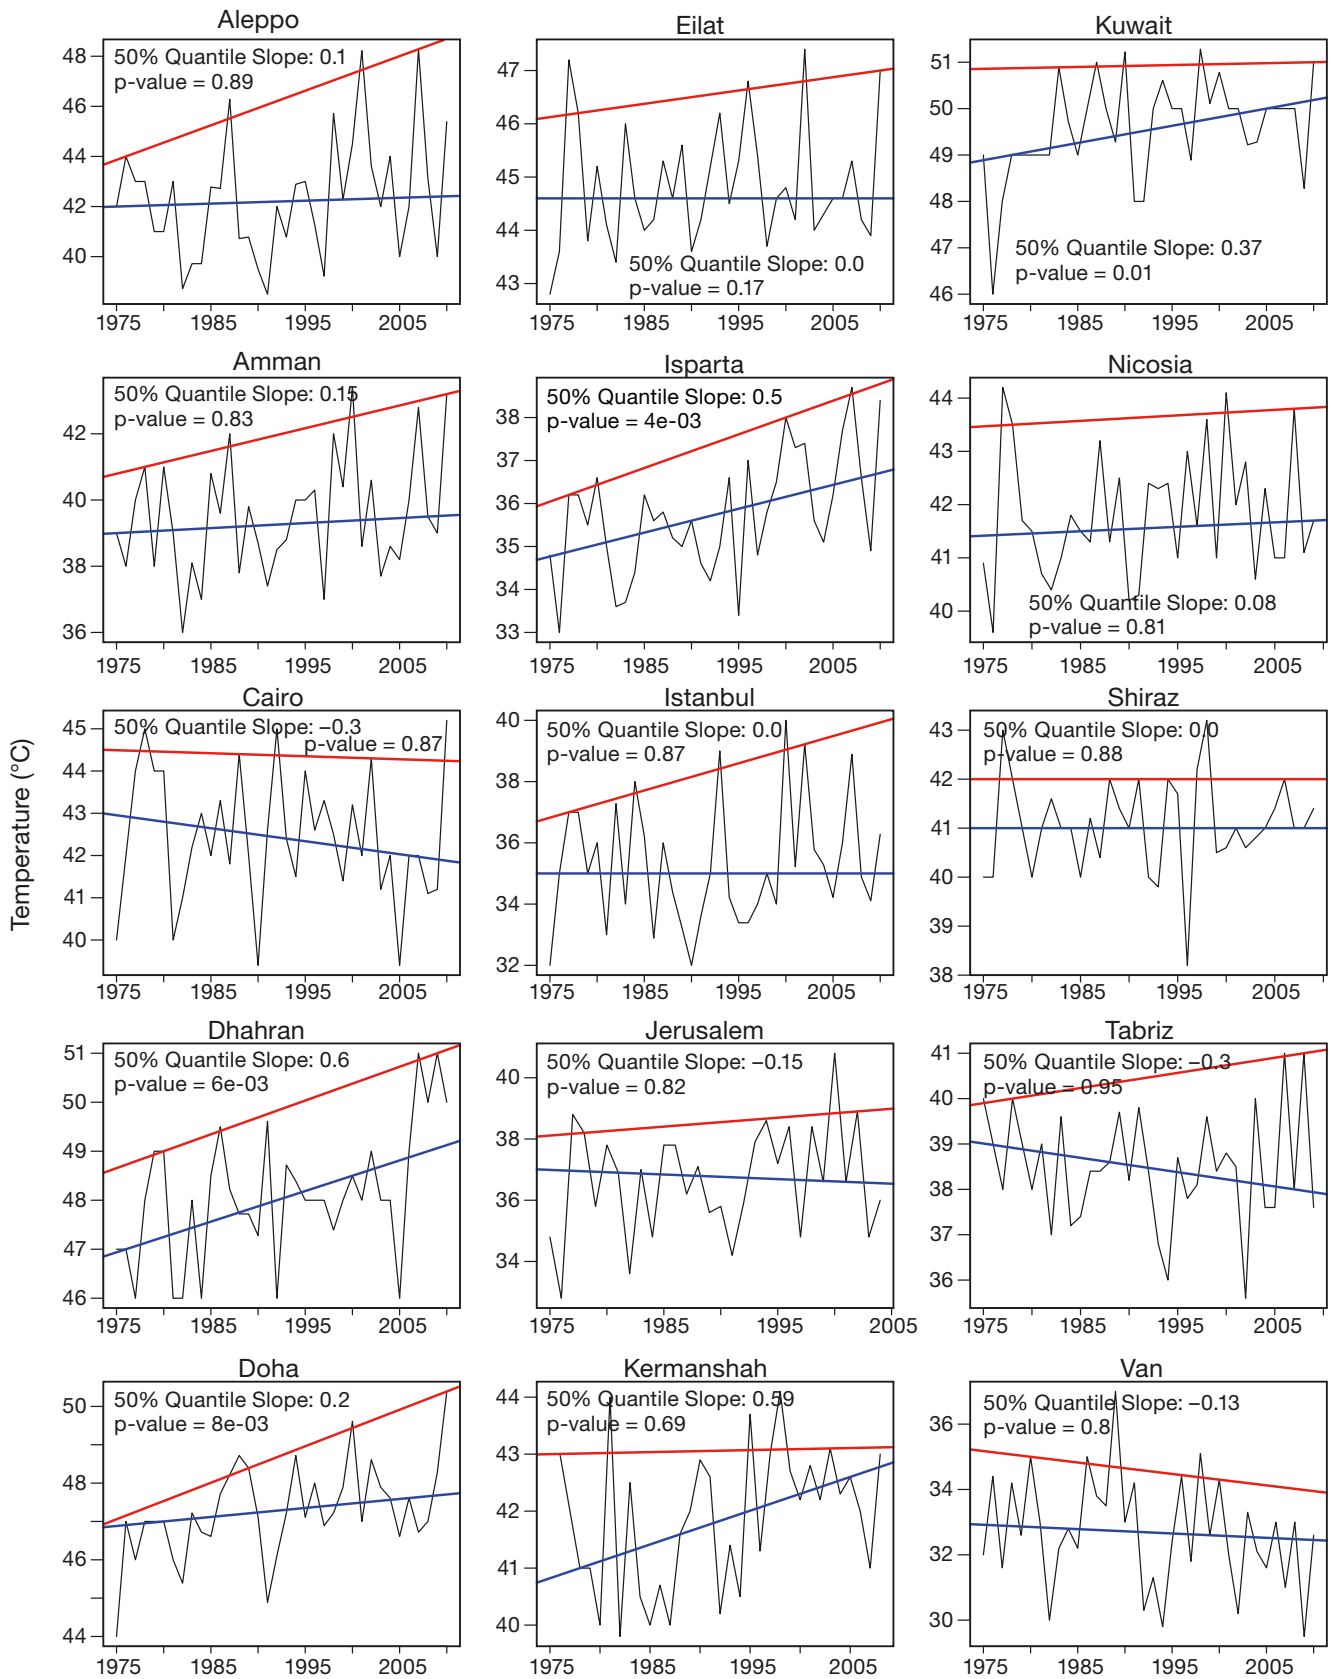 Temperature (°C)
Aleppo
50% Quantile Slope: 0.1
p-value = 0.89
48
46
44
42
40
1975 1985 1995 2005
Eilat
47
46
45
44
43
50% Quantile Slope: 0.0
p-value = 0.17
1975 1985 1995 2005
Kuwait
51
50
49
48
47
46
50% Quantile Slope: 0.37
p-value = 0.01
1975 1985 1995 2005
Amman
50% Quantile Slope: 0.15
p-value = 0.83
42
40
38
36
1975 1985 1995 2005
Isparta
50% Quantile Slope: 0.5
p-value = 4e-03
38
37
36
35
34
33
1975 1985 1995 2005
Nicosia
44
43
42
41
40
50% Quantile Slope: 0.08
p-value = 0.81
1975 1985 1995 2005
Cairo
50% Quantile Slope: −0.3
p-value = 0.87
45
44
43
42
41
40
1975 1985 1995 2005
Istanbul
50% Quantile Slope: 0.0
p-value = 0.87
40
38
36
34
32
1975 1985 1995 2005
Shiraz
50% Quantile Slope: 0.0
p-value = 0.88
43
42
41
40
39
38
1975 1985 1995 2005
Dhahran
50% Quantile Slope: 0.6
p-value = 6e-03
51
50
49
48
47
46
1975 1985 1995 2005
Jerusalem
50% Quantile Slope: −0.15
p-value = 0.82
40
38
36
34
1975 1985 1995 2005
Tabriz
50% Quantile Slope: −0.3
p-value = 0.95
41
40
39
38
37
36
1975 1985 1995 2005
Doha
50% Quantile Slope: 0.2
p-value = 8e-03
50
48
46
44
1975 1985 1995 2005
Kermanshah
50% Quantile Slope: 0.59
p-value = 0.69
44
43
42
41
40
1975 1985 1995 2005
Van
50% Quantile Slope: −0.13
p-value = 0.8
36
34
32
30
1975 1985 1995 2005